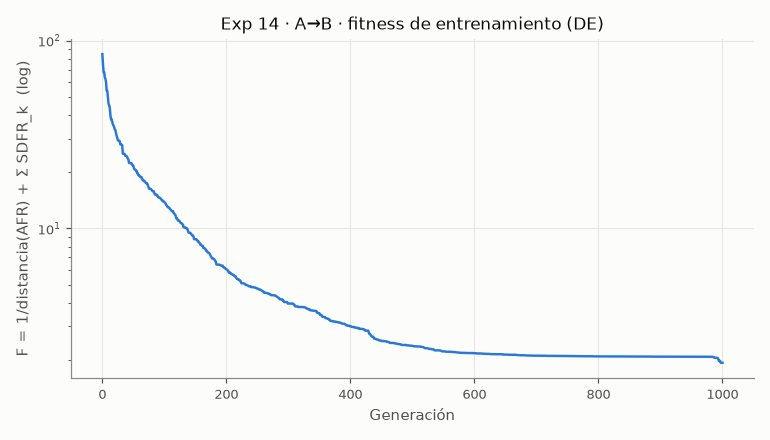 Exp 14 · A→B · fitness de entrenamiento (DE)
F = 1/distancia(AFR) + Σ SDFR_k (log)
10²
10¹
0
200
400
600
800
1000
Generación